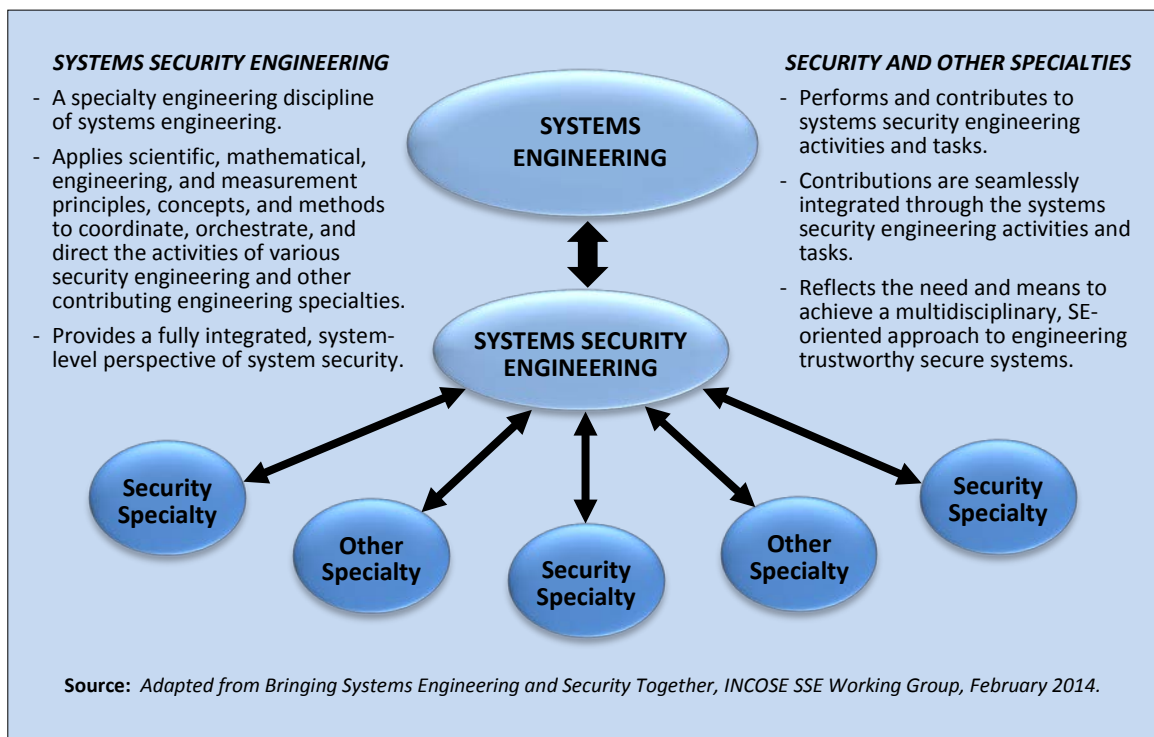 SYSTEMS SECURITY ENGINEERING
- A specialty engineering discipline
of systems engineering.
- Applies scientific, mathematical,
engineering, and measurement
principles, concepts, and methods
to coordinate, orchestrate, and
direct the activities of various
security engineering and other
contributing engineering specialties.
- Provides a fully integrated, system-
level perspective of system security.
SYSTEMS
ENGINEERING
SECURITY AND OTHER SPECIALTIES
- Performs and contributes to
systems security engineering
activities and tasks.
- Contributions are seamlessly
integrated through the systems
security engineering activities and
tasks.
- Reflects the need and means to
achieve a multidisciplinary, SE-
oriented approach to engineering
trustworthy secure systems.
SYSTEMS SECURITY
ENGINEERING
Security
Specialty
Other
Specialty
Security
Specialty
Other
Specialty
Security
Specialty
Source: Adapted from Bringing Systems Engineering and Security Together, INCOSE SSE Working Group, February 2014.